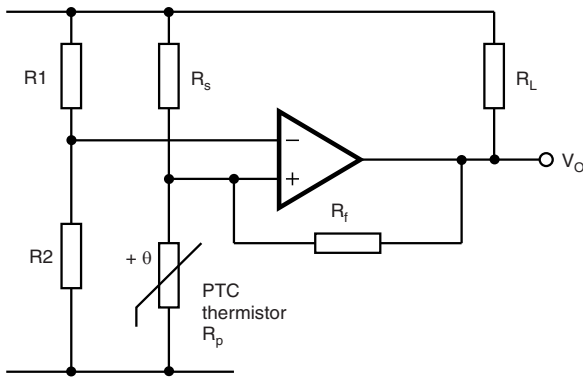 R1
Rs
RL
−
+
VO
Rf
R2
+ θ
PTC
thermistor
Rp